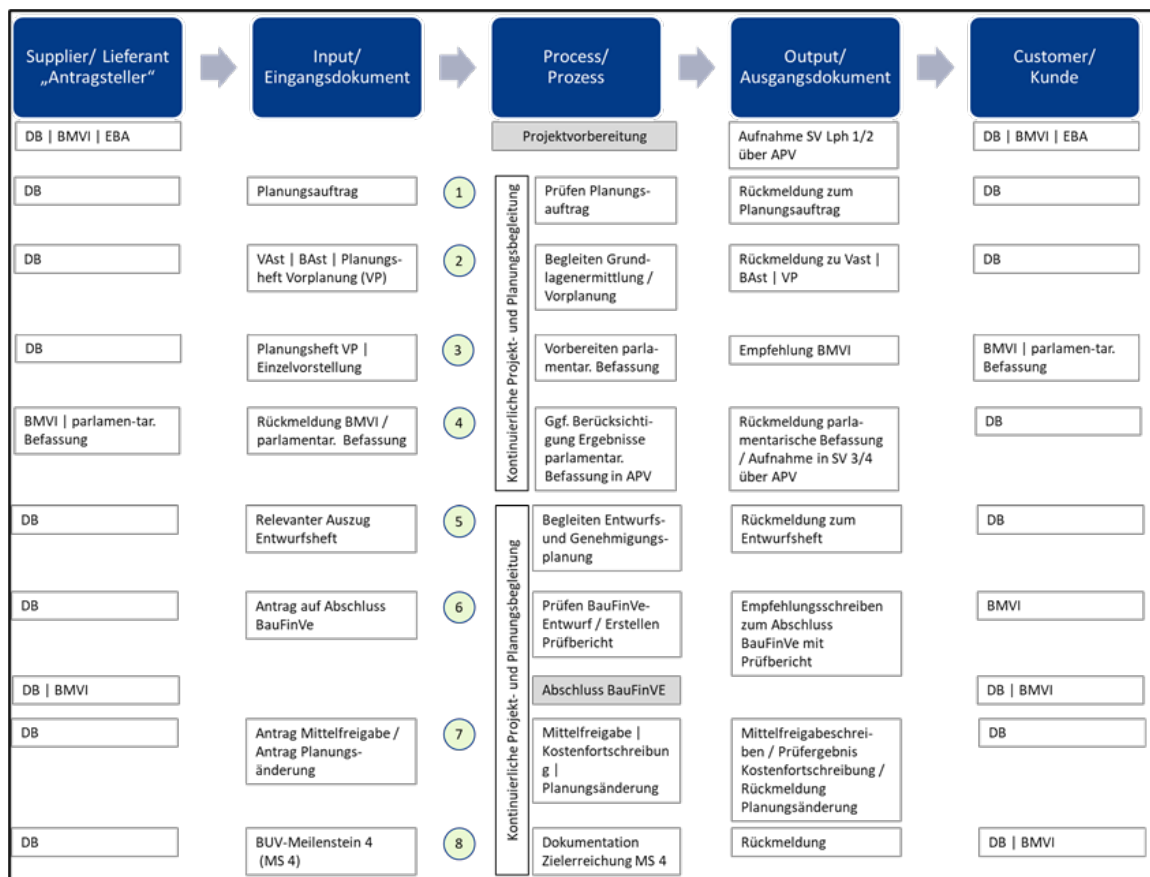 Supplier/ Lieferant
„Antragsteller“
Input/
Eingangsdokument
Process/
Prozess
Output/
Ausgangsdokument
Customer/
Kunde
DB | BMVI | EBA
Projektvorbereitung
Aufnahme SV Lph 1/2
über APV
DB | BMVI | EBA
Kontinuierliche Projekt- und Planungsbegleitung
DB
Planungsauftrag
1
Prüfen Planungs-
auftrag
Rückmeldung zum
Planungsauftrag
DB
DB
VAst | BAst | Planungs-
heft Vorplanung (VP)
2
Begleiten Grund-
lagenermittlung /
Vorplanung
Rückmeldung zu Vast |
BAst | VP
DB
DB
Planungsheft VP |
Einzelvorstellung
3
Vorbereiten parla-
mentar. Befassung
Empfehlung BMVI
BMVI | parlamen-tar.
Befassung
BMVI | parlamen-tar.
Befassung
Rückmeldung BMVI /
parlamentar. Befassung
4
Ggf. Berücksichti-
gung Ergebnisse
parlamentar.
Befassung in APV
Rückmeldung parla-
mentarische Befassung
/ Aufnahme in SV 3/4
über APV
DB
Kontinuierliche Projekt- und Planungsbegleitung
DB
Relevanter Auszug
Entwurfsheft
5
Begleiten Entwurfs-
und Genehmigungs-
planung
Rückmeldung zum
Entwurfsheft
DB
DB
Antrag auf Abschluss
BauFinVe
6
Prüfen BauFinVe-
Entwurf / Erstellen
Prüfbericht
Empfehlungsschreiben
zum Abschluss
BauFinVe mit
Prüfbericht
BMVI
DB | BMVI
Abschluss BauFinVE
DB | BMVI
DB
Antrag Mittelfreigabe /
Antrag Planungs-
änderung
7
Mittelfreigabe |
Kostenfortschreibun
g |
Planungsänderung
Mittelfreigabeschrei-
ben / Prüfergebnis
Kostenfortschreibung /
Rückmeldung
Planungsänderung
DB
DB
BUV-Meilenstein 4
(MS 4)
8
Dokumentation
Zielerreichung MS 4
Rückmeldung
DB | BMVI